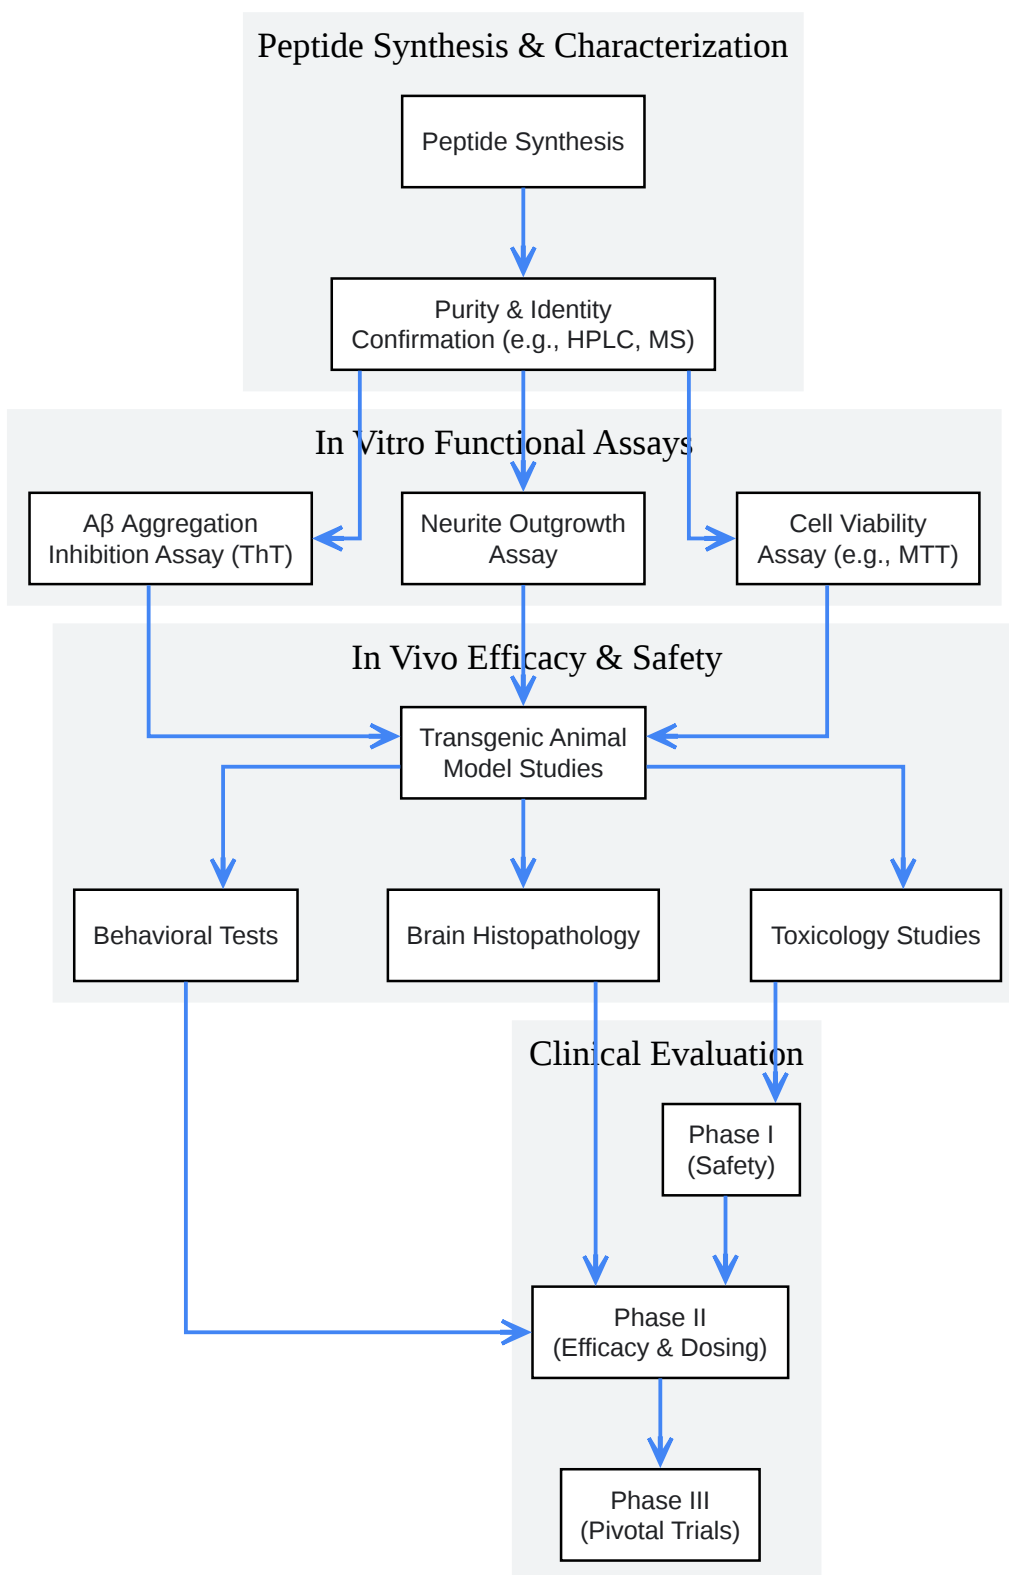 Peptide Synthesis & Characterization
Peptide Synthesis
Purity & Identity
Confirmation (e.g., HPLC, MS)
In Vitro Functional Assays
Aβ Aggregation
Inhibition Assay (ThT)
Neurite Outgrowth
Assay
Cell Viability
Assay (e.g., MTT)
In Vivo Efficacy & Safety
Transgenic Animal
Model Studies
Behavioral Tests
Brain Histopathology
Toxicology Studies
Clinical Evaluation
Phase I
(Safety)
Phase II
(Efficacy & Dosing)
Phase III
(Pivotal Trials)